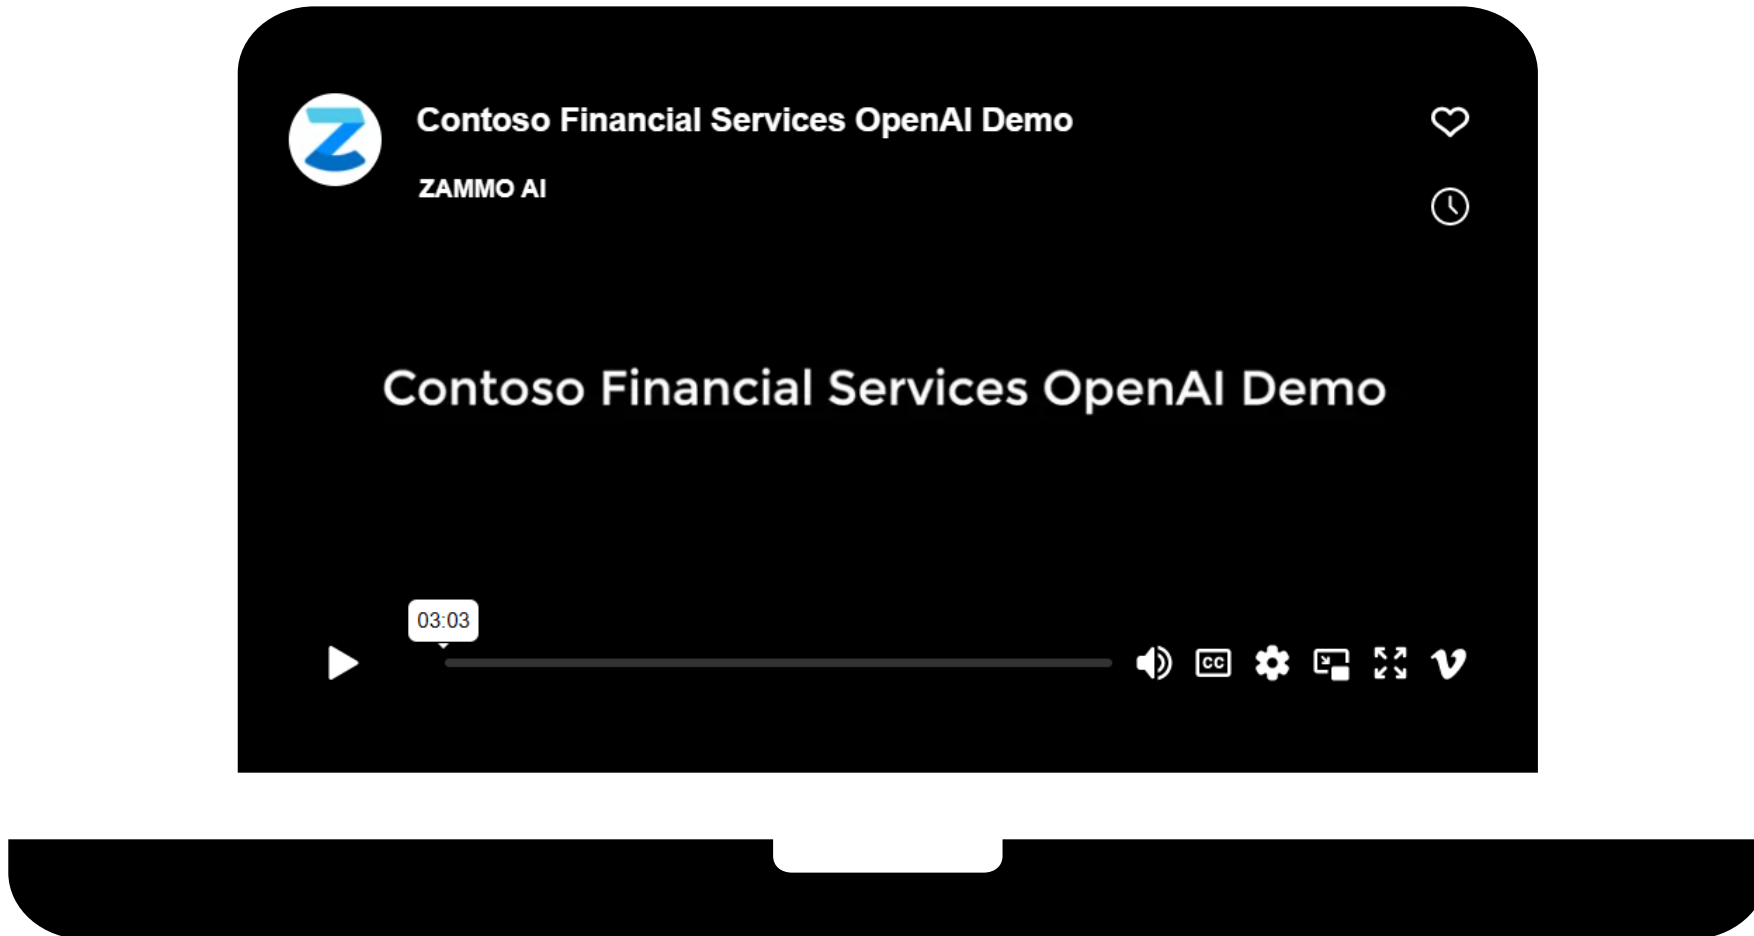 Contoso Financial Services OpenAI Demo
ZAMMO AI
Contoso Financial Services OpenAI Demo
03:03
CC